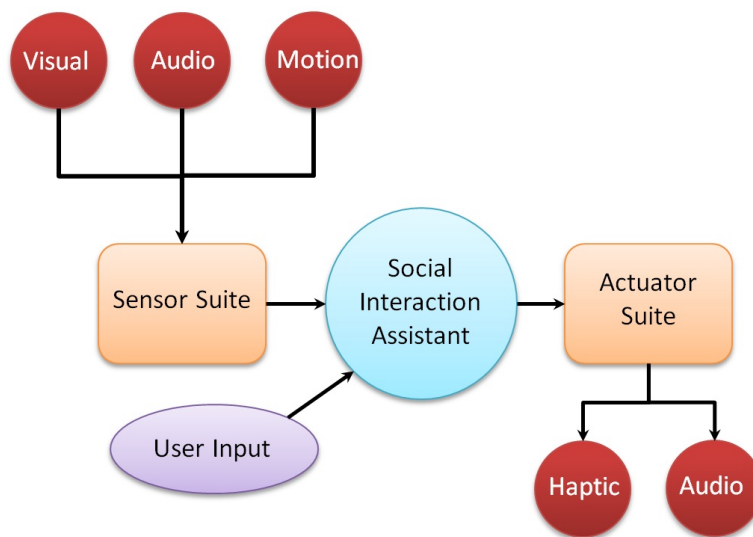 Visual
Audio
Motion
Sensor Suite
Social
Interaction
Assistant
Actuator
Suite
User Input
Haptic
Audio